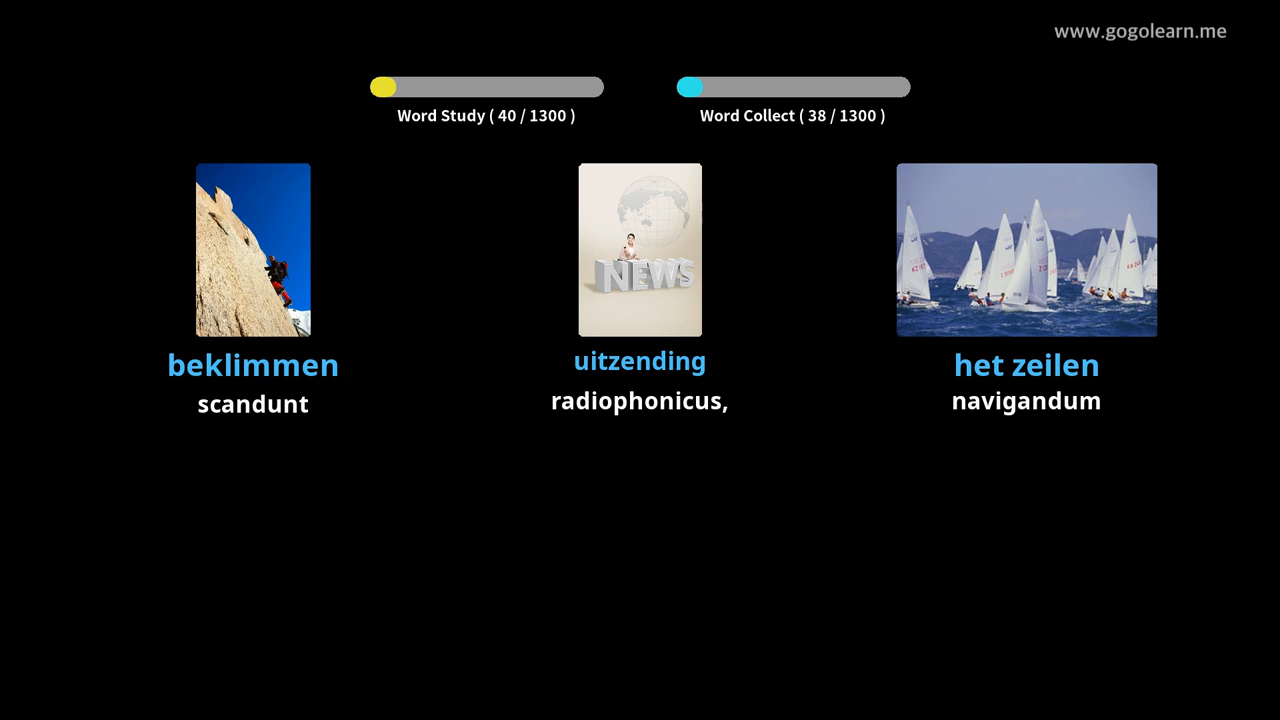 www.gogolearn.me
Word Study ( 40 / 1300 )
Word Collect ( 38 / 1300 )
NEWS
beklimmen
uitzending
het zeilen
scandunt
radiophonicus,
navigandum